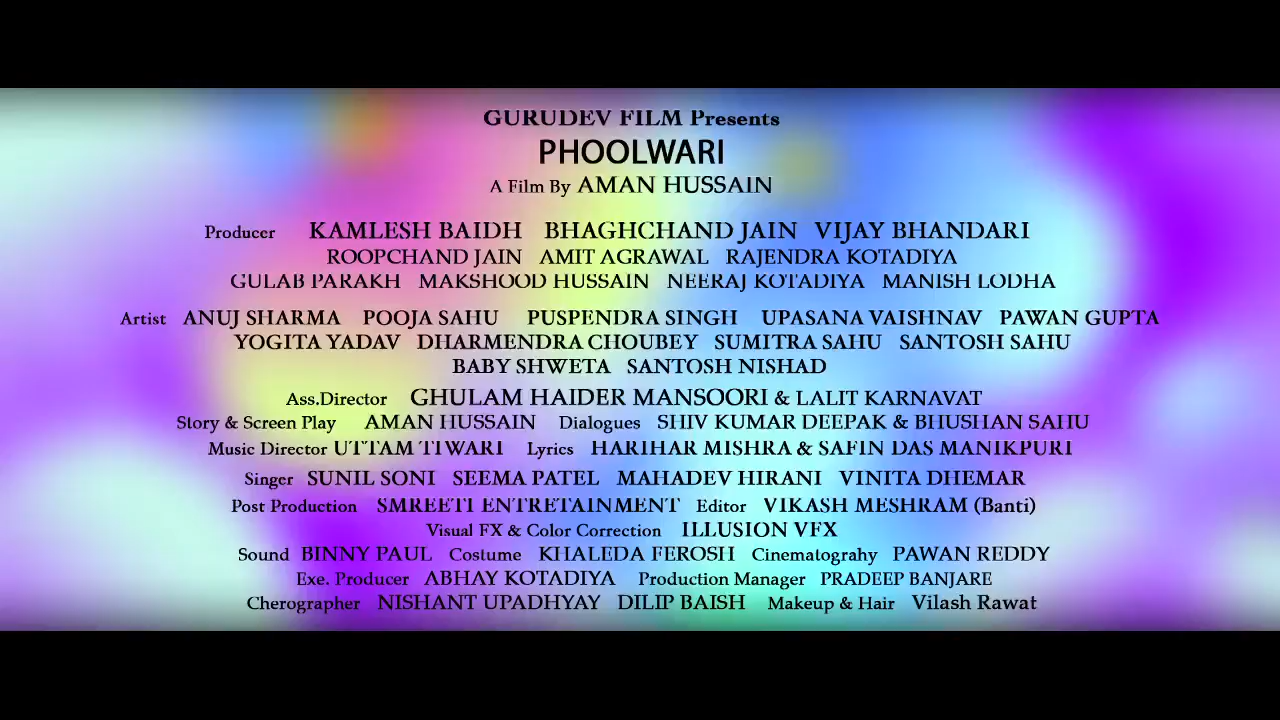 GURUDEV FILM Presents
PHOOLWARI
A Film By AMAN HUSSAIN
Producer KAMLESH BAIDH BHAGHCHAND JAIN VIJAY BHANDARI
ROOPCHAND JAIN AMIT AGRAWAL RAJENDRA KOTADIYA
GULAB PARAKH MAKSHOOD HUSSAIN NEERAJ KOTADIYA MANISH LODHA
Artist ANUJ SHARMA POOJA SAHU PUSPENDRA SINGH UPASANA VAISHNAV PAWAN GUPTA
YOGITA YADAV DHARMENDRA CHOUBEY SUMITRA SAHU SANTOSH SAHU
BABY SHWETA SANTOSH NISHAD
Ass.Director GHULAM HAIDER MANSOORI & LALIT KARNAVAT
Story & Screen Play AMAN HUSSAIN Dialogues SHIV KUMAR DEEPAK & BHUSHAN SAHU
Music Director UTTAM TIWARI Lyrics HARIHAR MISHRA & SAFIN DAS MANIKPURI
Singer SUNIL SONI SEEMA PATEL MAHADEV HIRANI VINITA DHEMAR
Post Production SMREETI ENTRETAINMENT Editor VIKASH MESHRAM (Banti)
Visual FX & Color Correction ILLUSION VFX
Sound BINNY PAUL Costume KHALEDA FEROSH Cinematograhy PAWAN REDDY
Exe. Producer ABHAY KOTADIYA Production Manager PRADEEP BANJARE
Cherographer NISHANT UPADHYAY DILIP BAISH Makeup & Hair Vilash Rawat